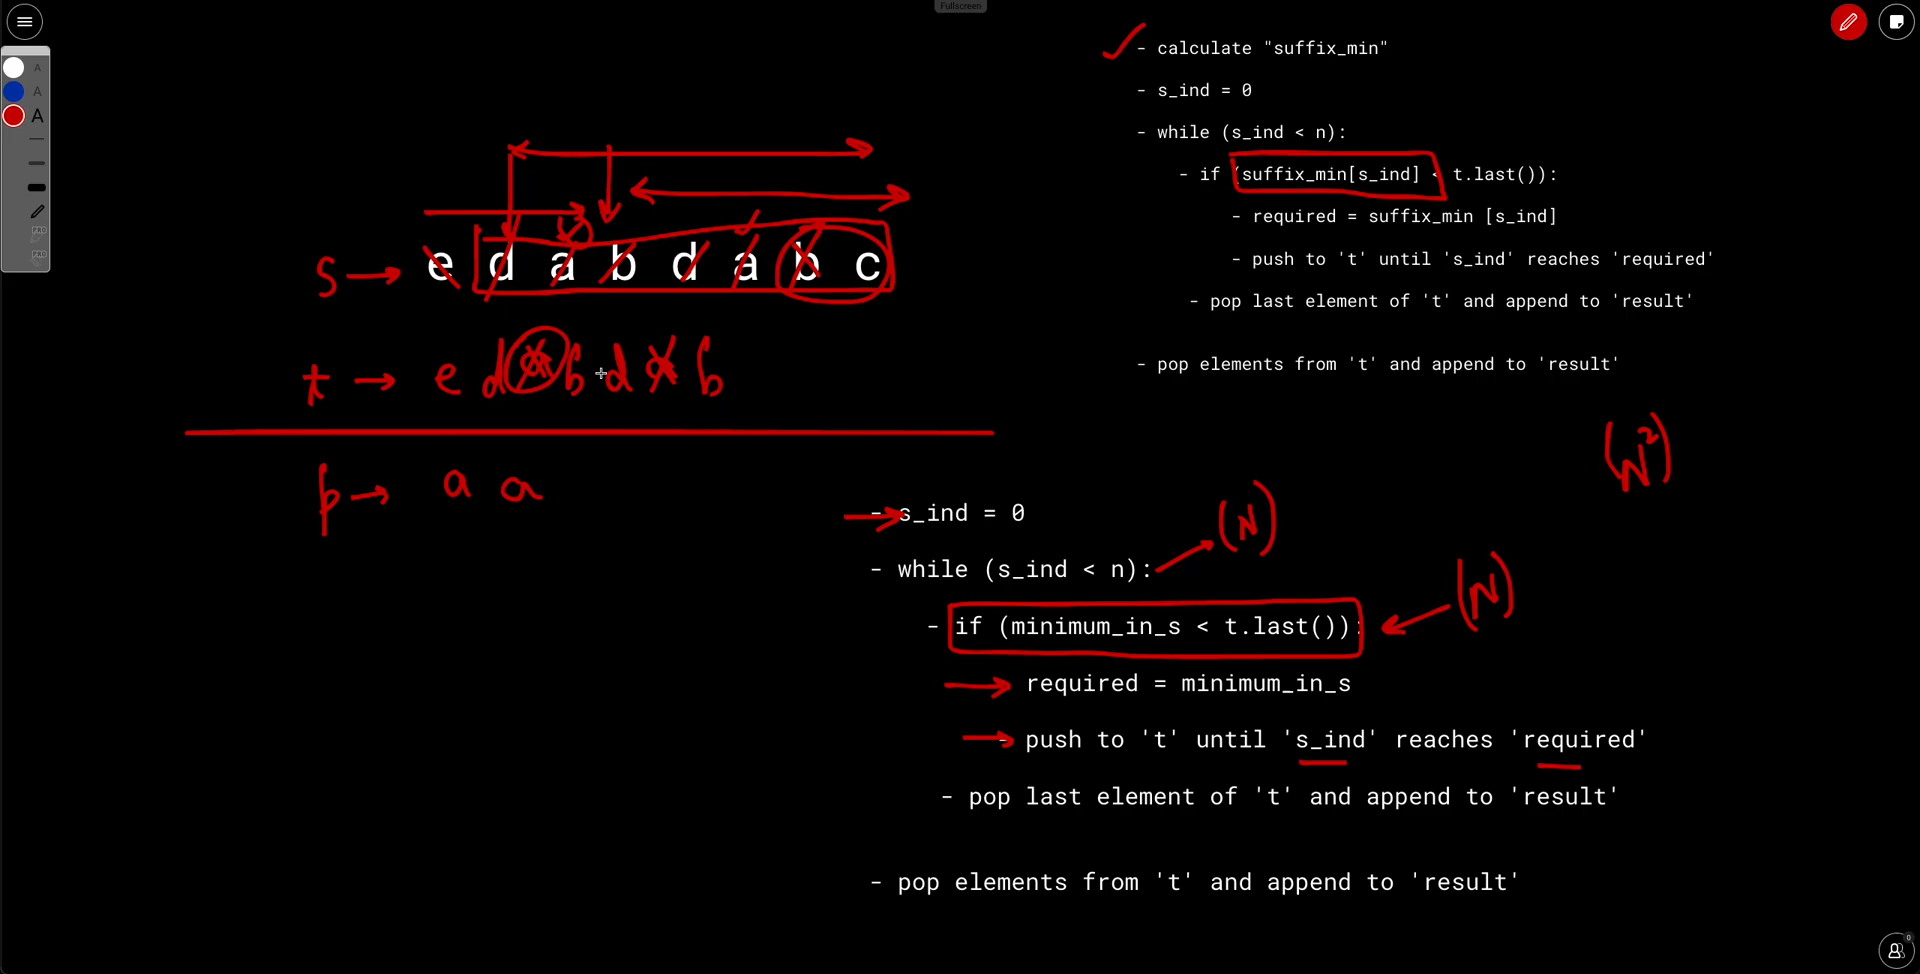 Fullscreen
- calculate "suffix_min"
- s_ind = 0
- while (s_ind < n):
- if (suffix_min[s_ind] < t.last()):
- required = suffix_min [s_ind]
- push to 't' until 's_ind' reaches 'required'
- pop last element of 't' and append to 'result'
- pop elements from 't' and append to 'result'
A
A
A
PRO
PRO
s → e d a b d a b c
t → e d a b d a b
p → a a
(N²)
- s_ind = 0
(N)
- while (s_ind < n):
(N)
- if (minimum_in_s < t.last()):
required = minimum_in_s
- push to 't' until 's_ind' reaches 'required'
- pop last element of 't' and append to 'result'
- pop elements from 't' and append to 'result'
0